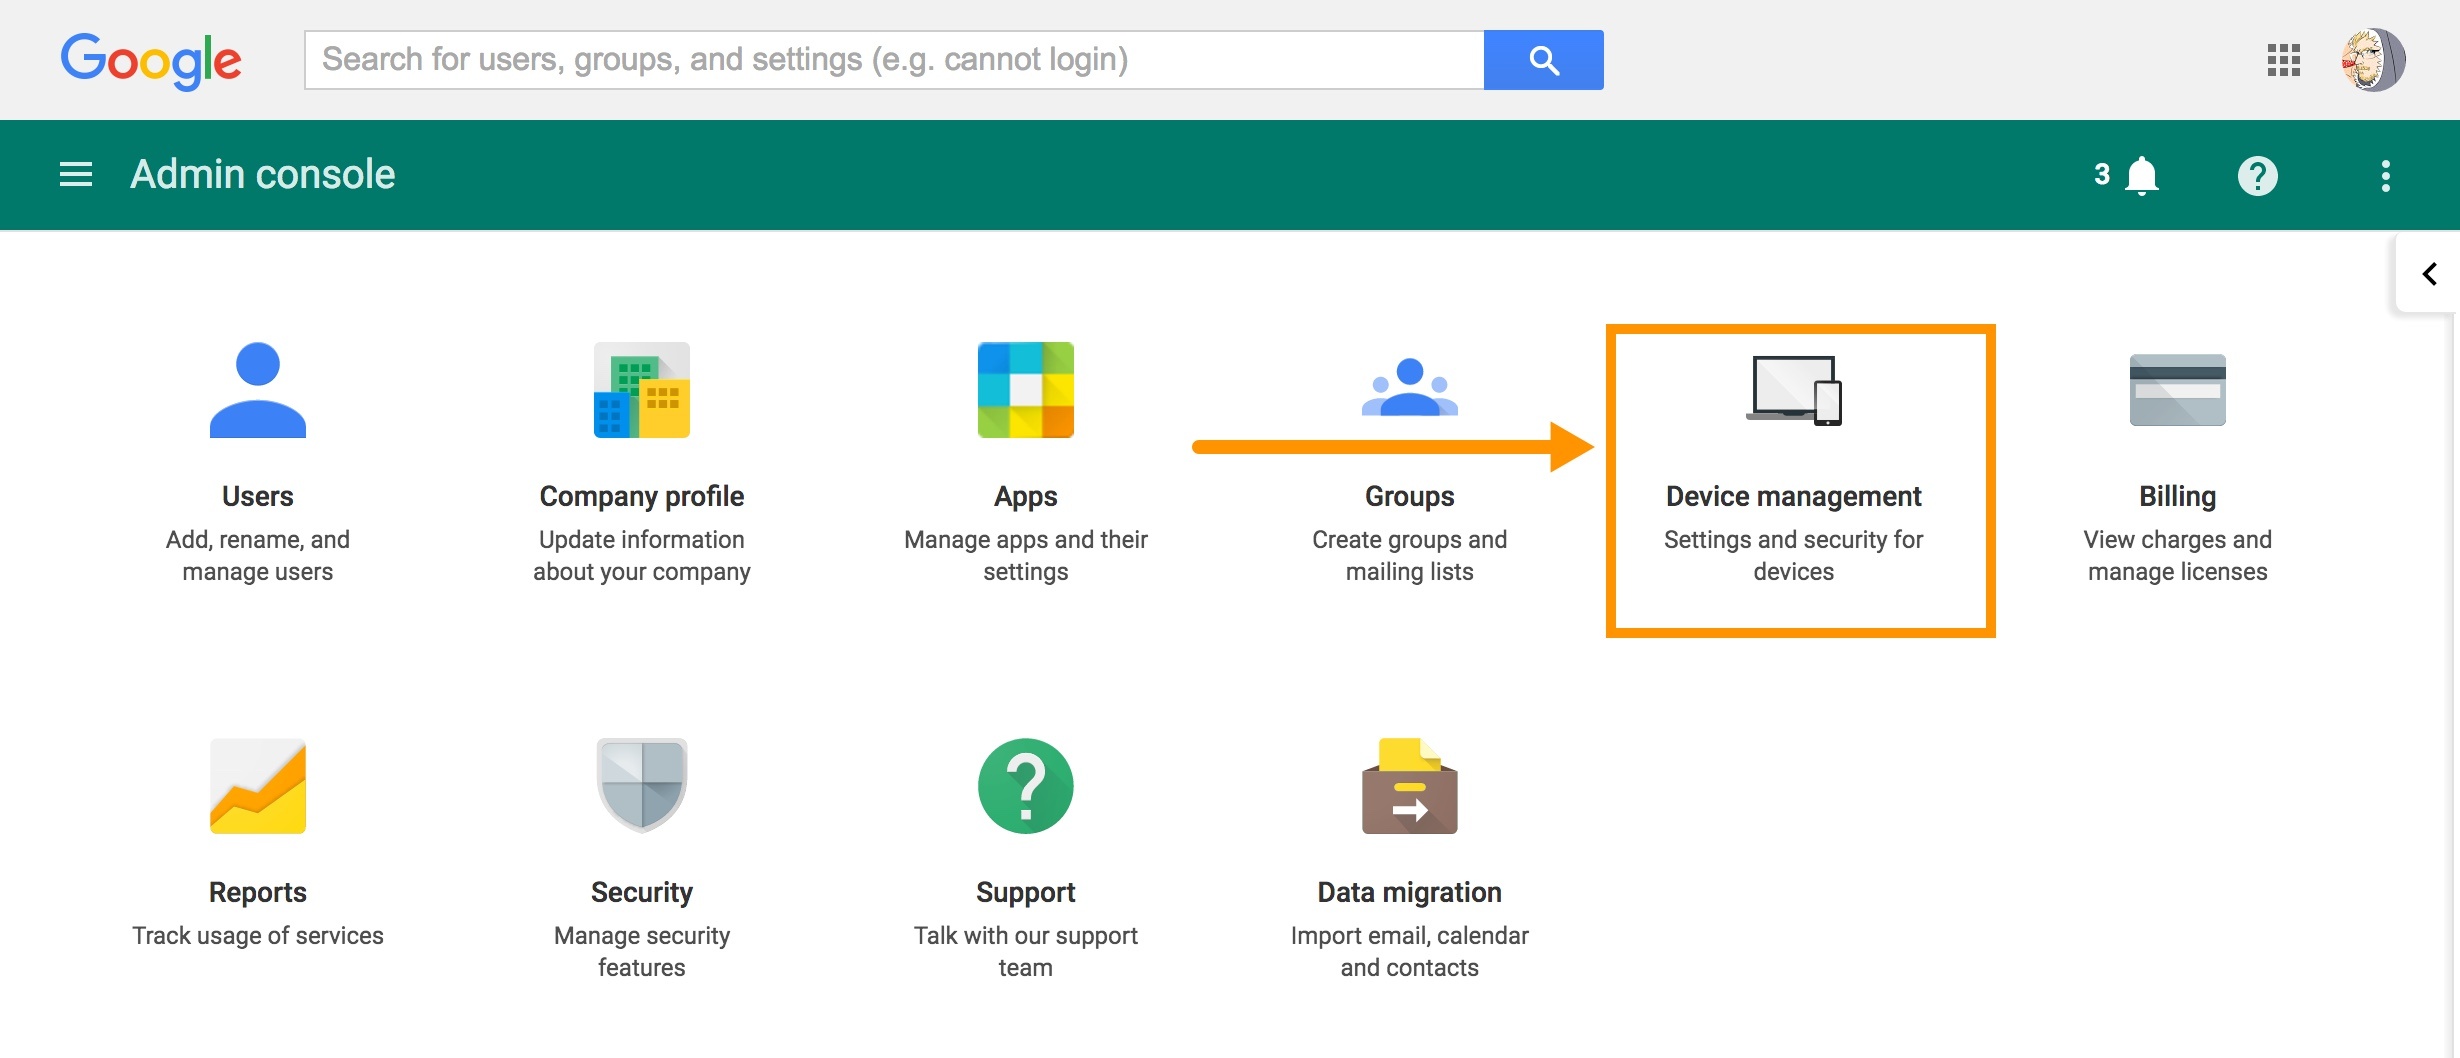 Google
Search for users, groups, and settings (e.g. cannot login)
Admin console
3
?
Users
Add, rename, and
manage users
Company profile
Update information
about your company
Apps
Manage apps and their
settings
Groups
Create groups and
mailing lists
Device management
Settings and security for
devices
Billing
View charges and
manage licenses
Reports
Track usage of services
Security
Manage security
features
?
Support
Talk with our support
team
Data migration
Import email, calendar
and contacts